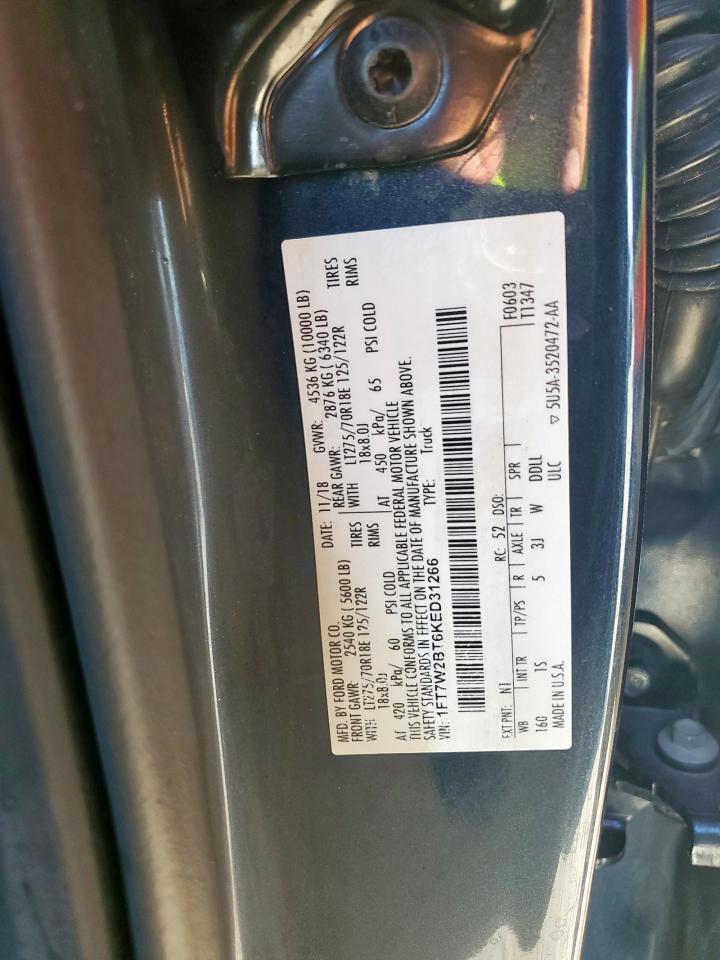 MFD. BY FORD MOTOR CO. DATE: 11/18 GVWR: 4536 KG (10000 LB)
FRONT GAWR: 2540 KG ( 5600 LB) REAR GAWR: 2876 KG ( 6340 LB)
WITH LT275/70R18E 125/122R TIRES WITH LT275/70R18E 125/122R TIRES
18x8.0J RIMS 18x8.0J RIMS
AT 420 kPa/ 60 PSI COLD AT 450 kPa/ 65 PSI COLD
THIS VEHICLE CONFORMS TO ALL APPLICABLE FEDERAL MOTOR VEHICLE
SAFETY STANDARDS IN EFFECT ON THE DATE OF MANUFACTURE SHOWN ABOVE.
VIN: 1FT7W2BT6KED31266 TYPE: Truck
EXT PNT: N1 RC: 52 DSO: F0603
WB INT TR TP/PS R AXLE TR SPR T1347
160 1S 5 3J W DDLL
ULC
MADE IN U.S.A. ▽ 5U5A-3520472-AA